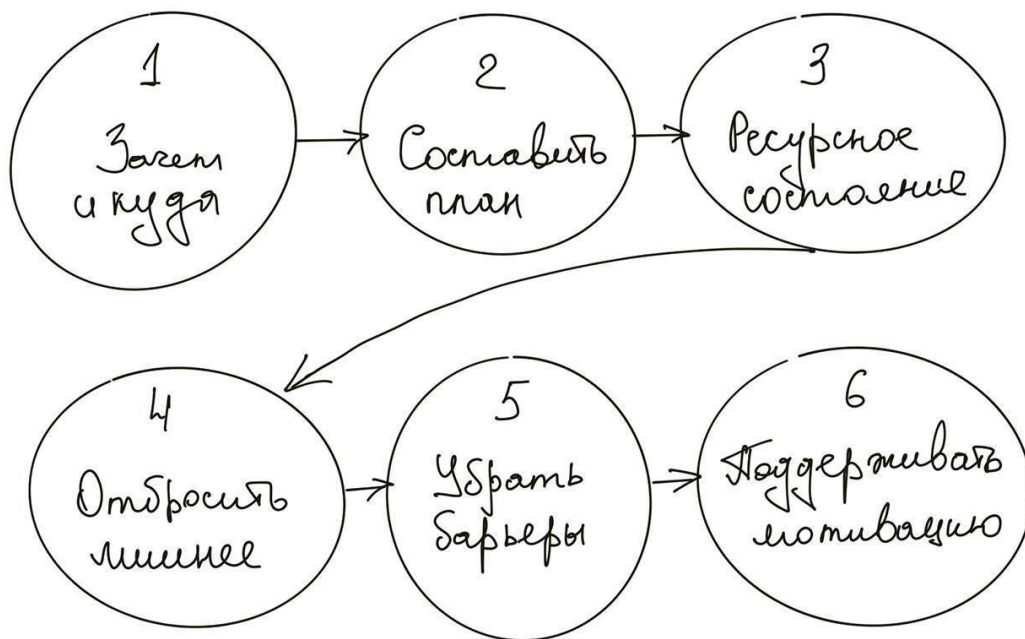 1
Зачем
и куда
2
Составить
план
3
Ресурсное
состояние
4
Отбросить
лишнее
5
Убрать
барьеры
6
Поддерживать
мотивацию